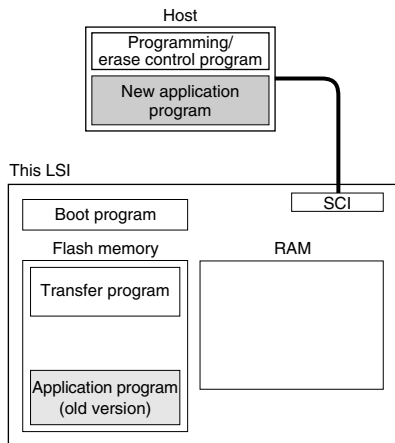 Host
Programming/
erase control program
New application
program
This LSI
SCI
Boot program
Flash memory
RAM
Transfer program
Application program
(old version)